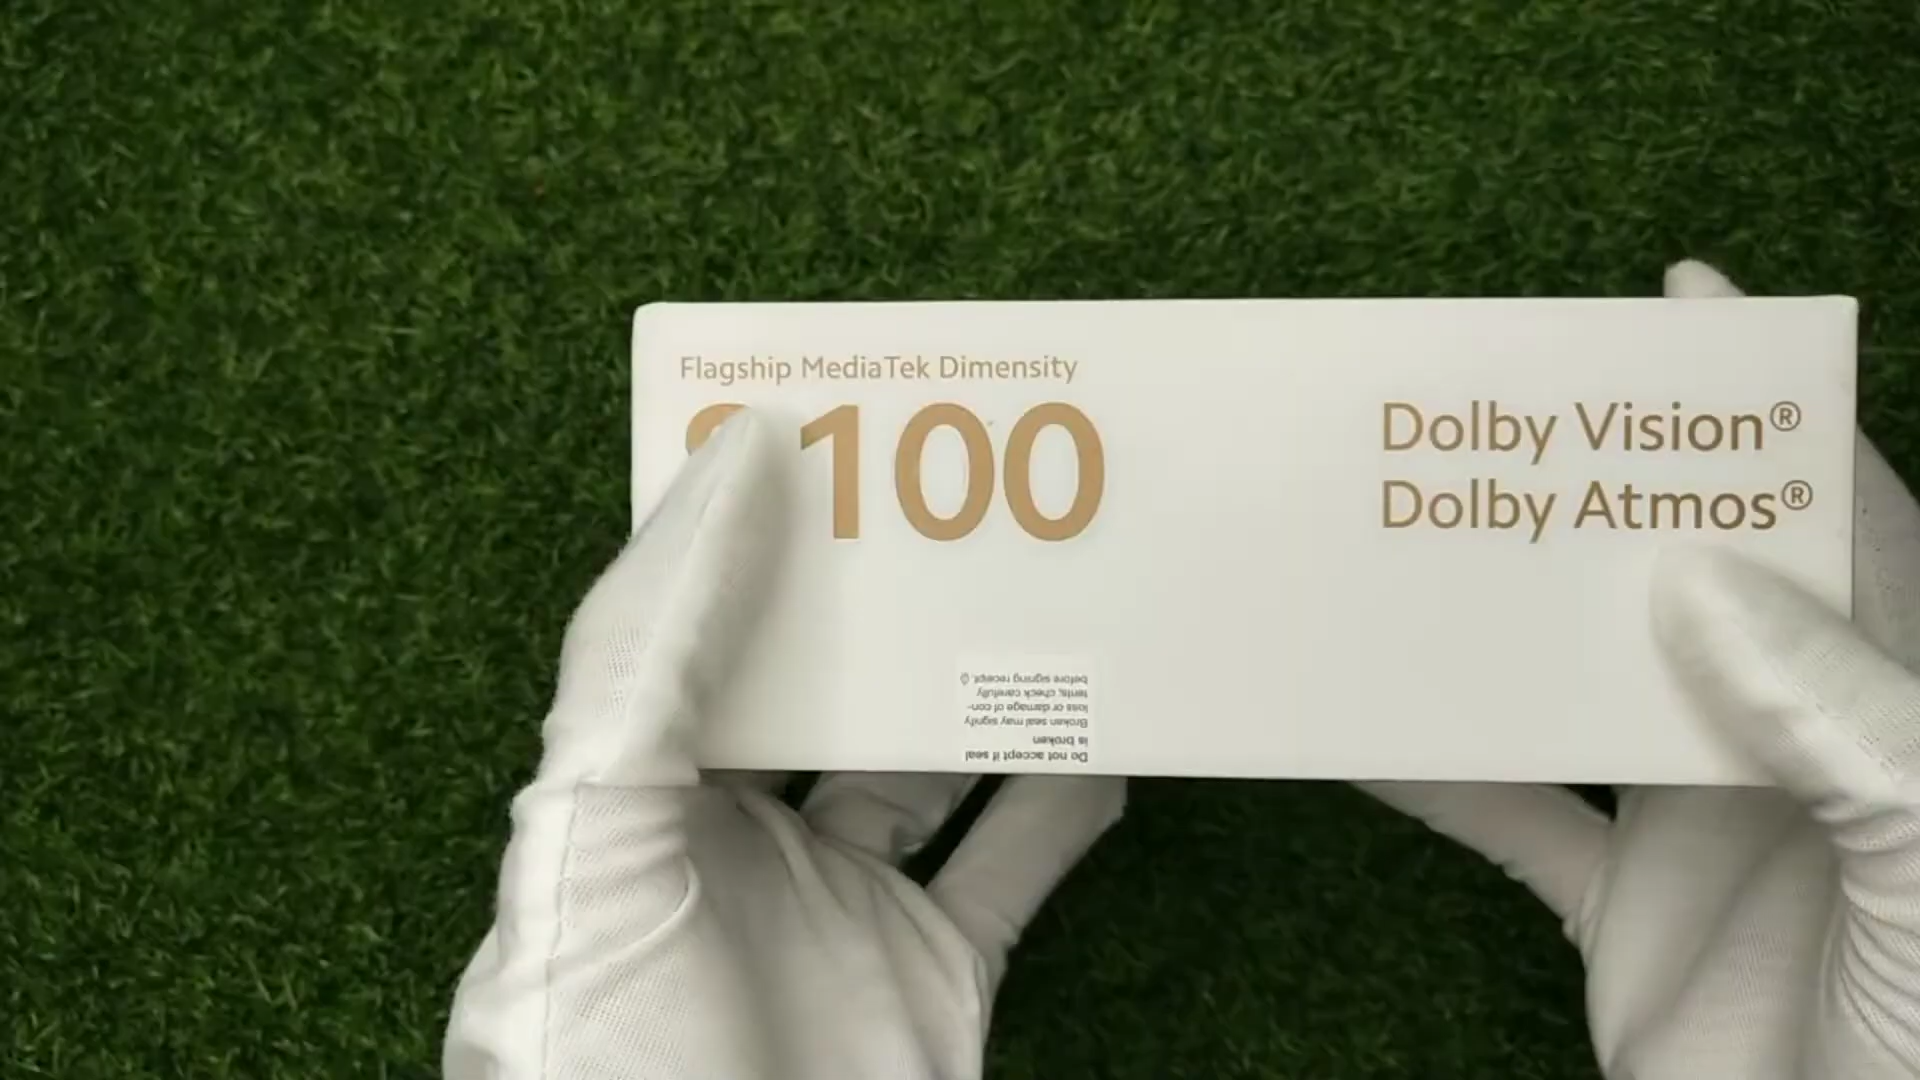 Flagship MediaTek Dimensity
8100
Dolby Vision®
Dolby Atmos®
Do not accept if seal
is broken
Broken seal may signify
loss or damage of con-
tents, check carefully
before signing receipt.